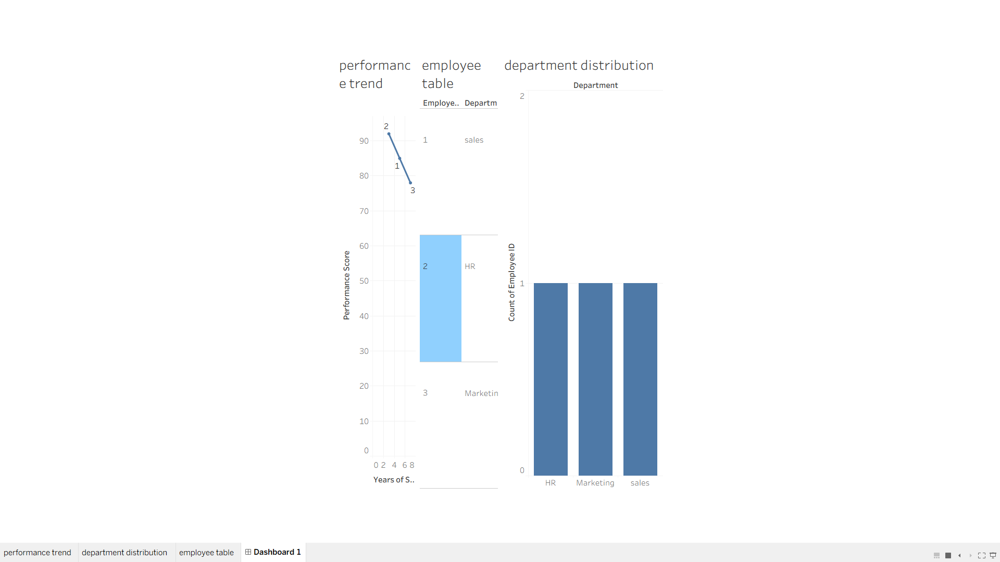 performanc
e trend
2
90
1
80
3
70
60
50
40
30
20
10
0
Performance Score
0 2 4 6 8
Years of S..
employee
table
Employe.. Departm
1 sales
2 HR
3 Marketin
department distribution
Department
2
1
0
Count of Employee ID
HR Marketing sales
performance trend department distribution employee table Dashboard 1